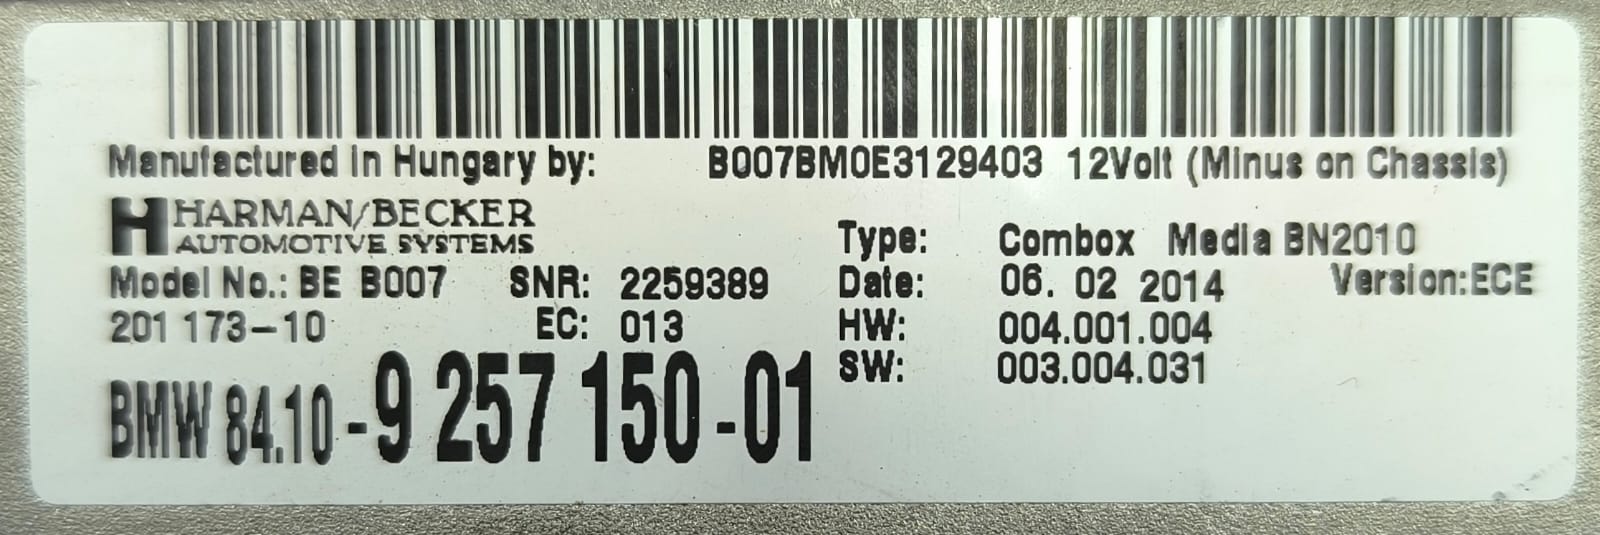 Manufactured in Hungary by: B007BM0E3129403 12Volt (Minus on Chassis)
H HARMAN/BECKER
AUTOMOTIVE SYSTEMS
Type: Combox Media BN2010
Model No.: BE B007 SNR: 2259389 Date: 06. 02 2014 Version:ECE
201 173-10 EC: 013 HW: 004.001.004
SW: 003.004.031
BMW 84.10-9 257 150-01